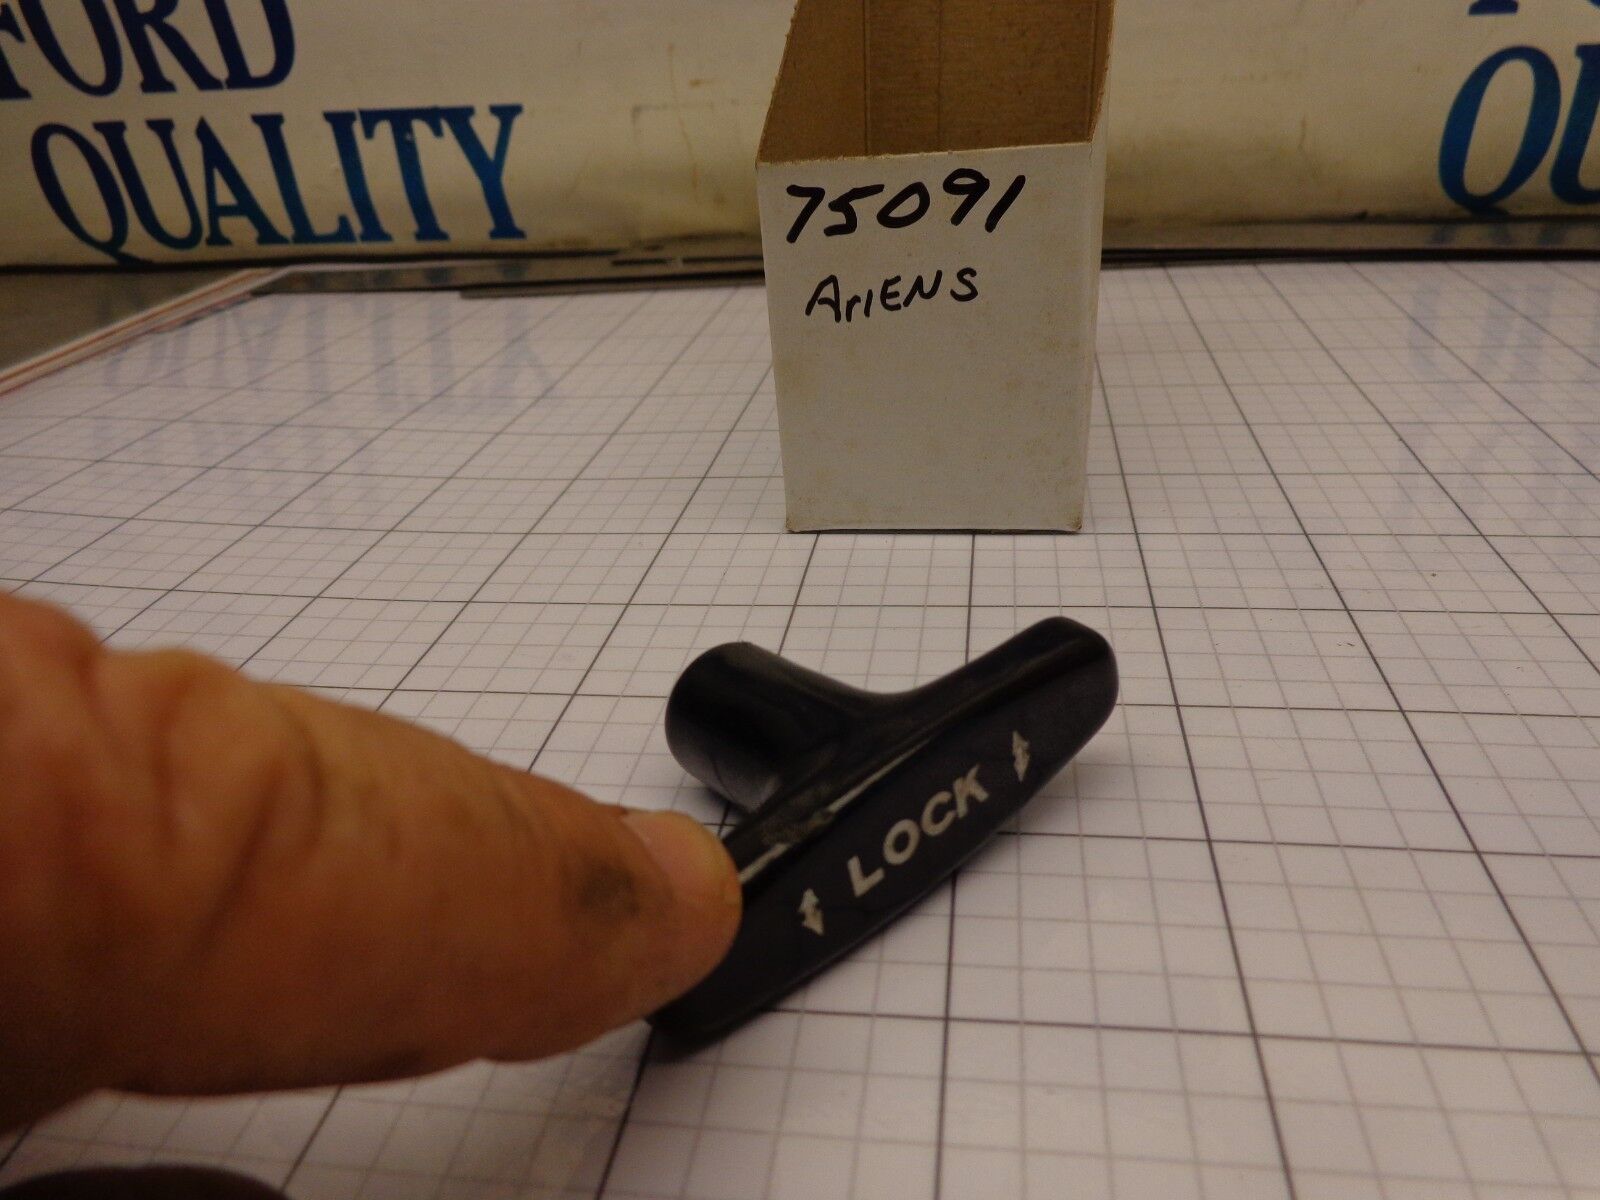 FORD
QUALITY
QU
75091
AriENS
LOCK